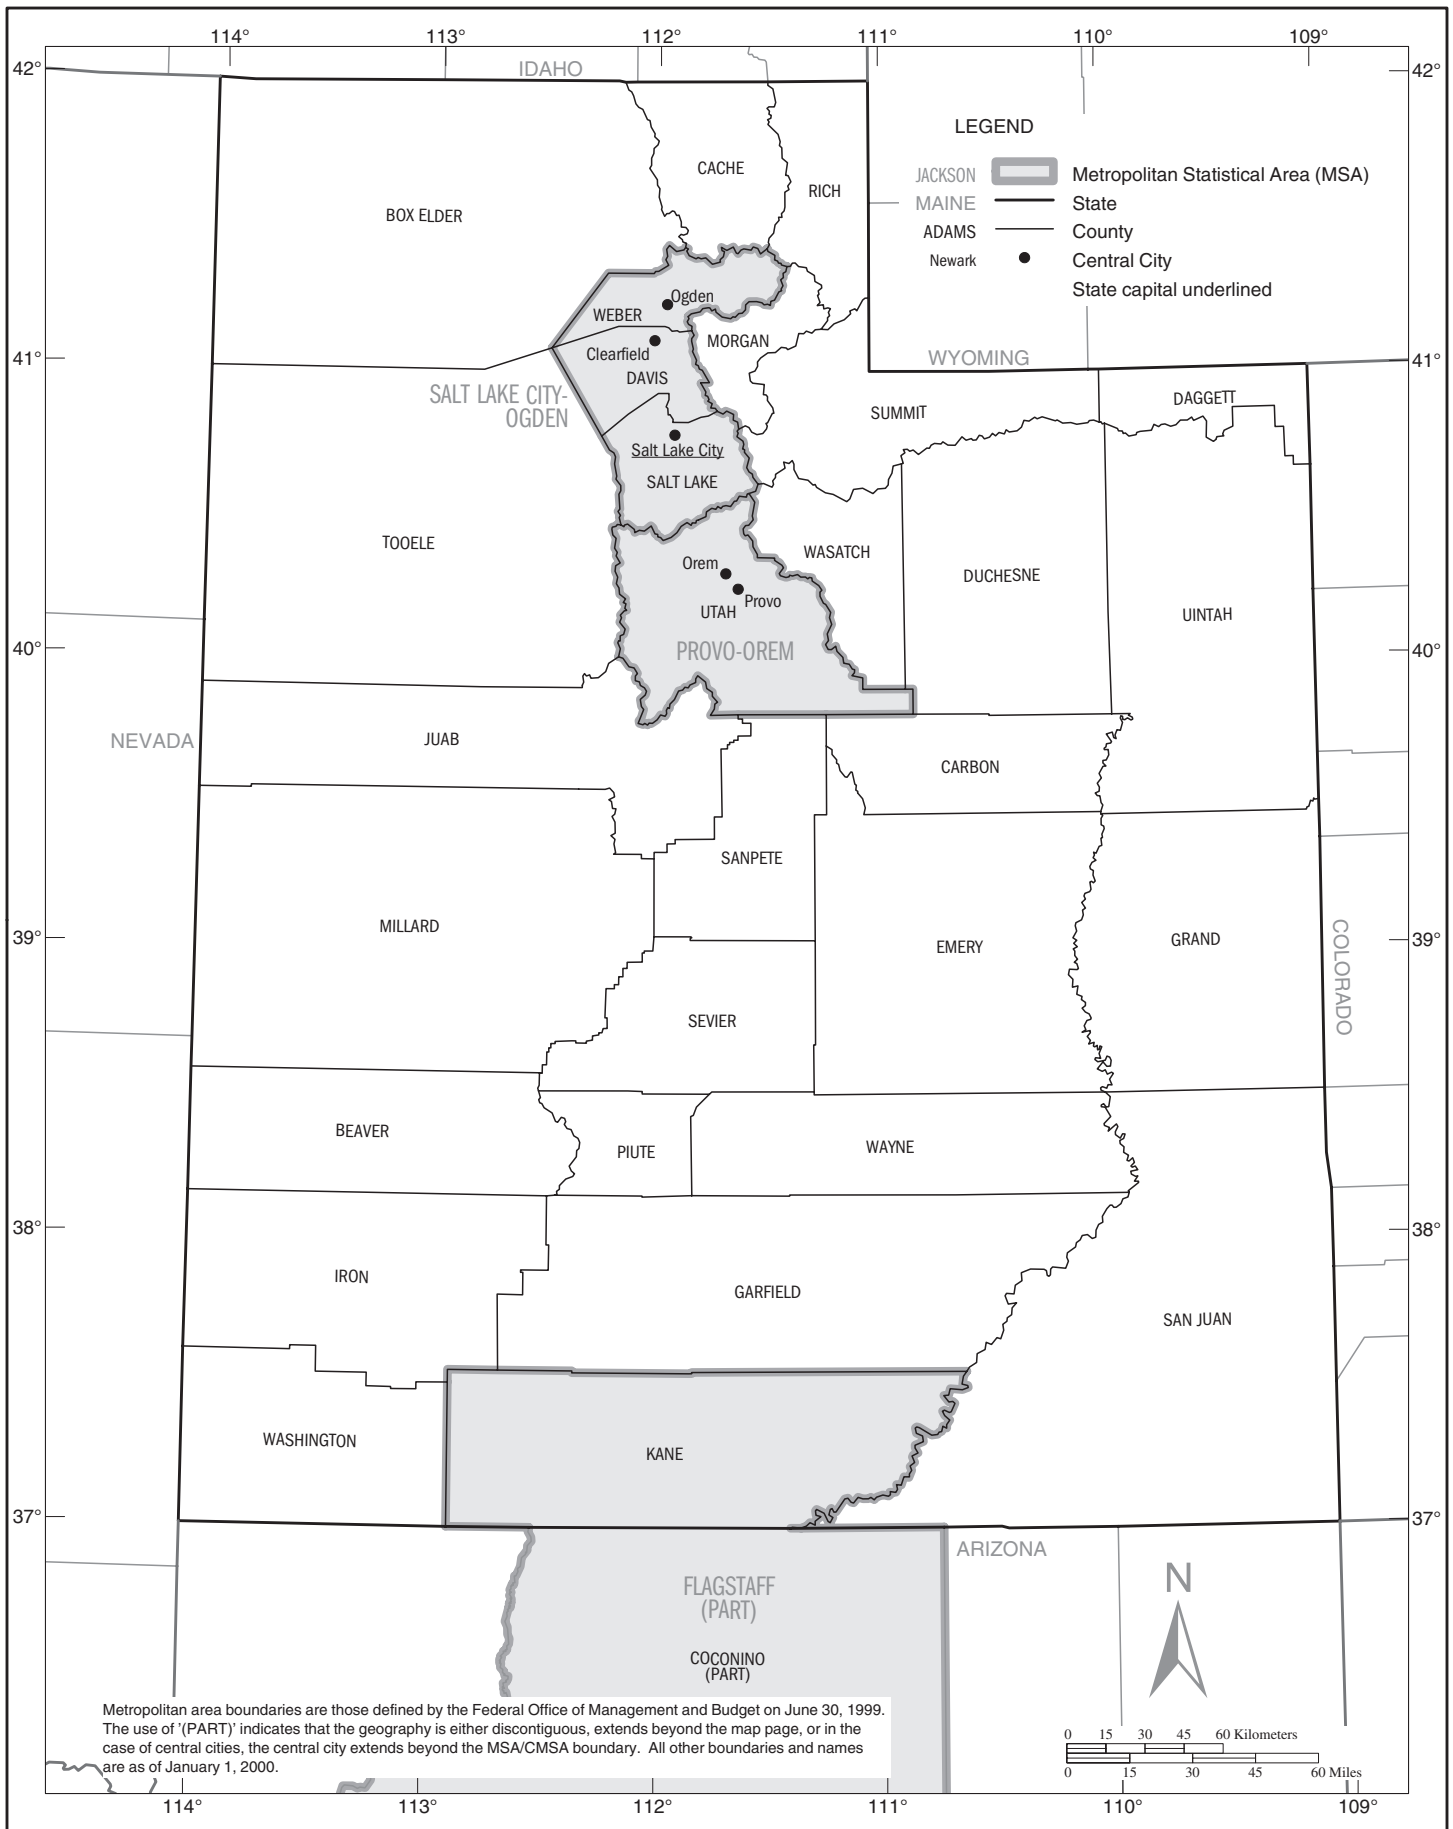 114°
113°
112°
111°
110°
109°
42°
42°
IDAHO
LEGEND
JACKSON
Metropolitan Statistical Area (MSA)
MAINE
State
ADAMS
County
Newark
Central City
State capital underlined
CACHE
RICH
BOX ELDER
Ogden
WEBER
MORGAN
Clearfield
DAVIS
41°
WYOMING
41°
SALT LAKE CITY-
OGDEN
SUMMIT
DAGGETT
Salt Lake City
SALT LAKE
TOOELE
WASATCH
Orem
Provo
UTAH
DUCHESNE
UINTAH
PROVO-OREM
40°
40°
NEVADA
JUAB
CARBON
SANPETE
MILLARD
EMERY
GRAND
39°
39°
COLORADO
SEVIER
BEAVER
PIUTE
WAYNE
38°
38°
IRON
GARFIELD
SAN JUAN
WASHINGTON
KANE
37°
37°
ARIZONA
FLAGSTAFF
(PART)
COCONINO
(PART)
N
Metropolitan area boundaries are those defined by the Federal Office of Management and Budget on June 30, 1999.
The use of '(PART)' indicates that the geography is either discontiguous, extends beyond the map page, or in the
case of central cities, the central city extends beyond the MSA/CMSA boundary. All other boundaries and names
are as of January 1, 2000.
0 15 30 45 60 Kilometers
0 15 30 45 60 Miles
114°
113°
112°
111°
110°
109°